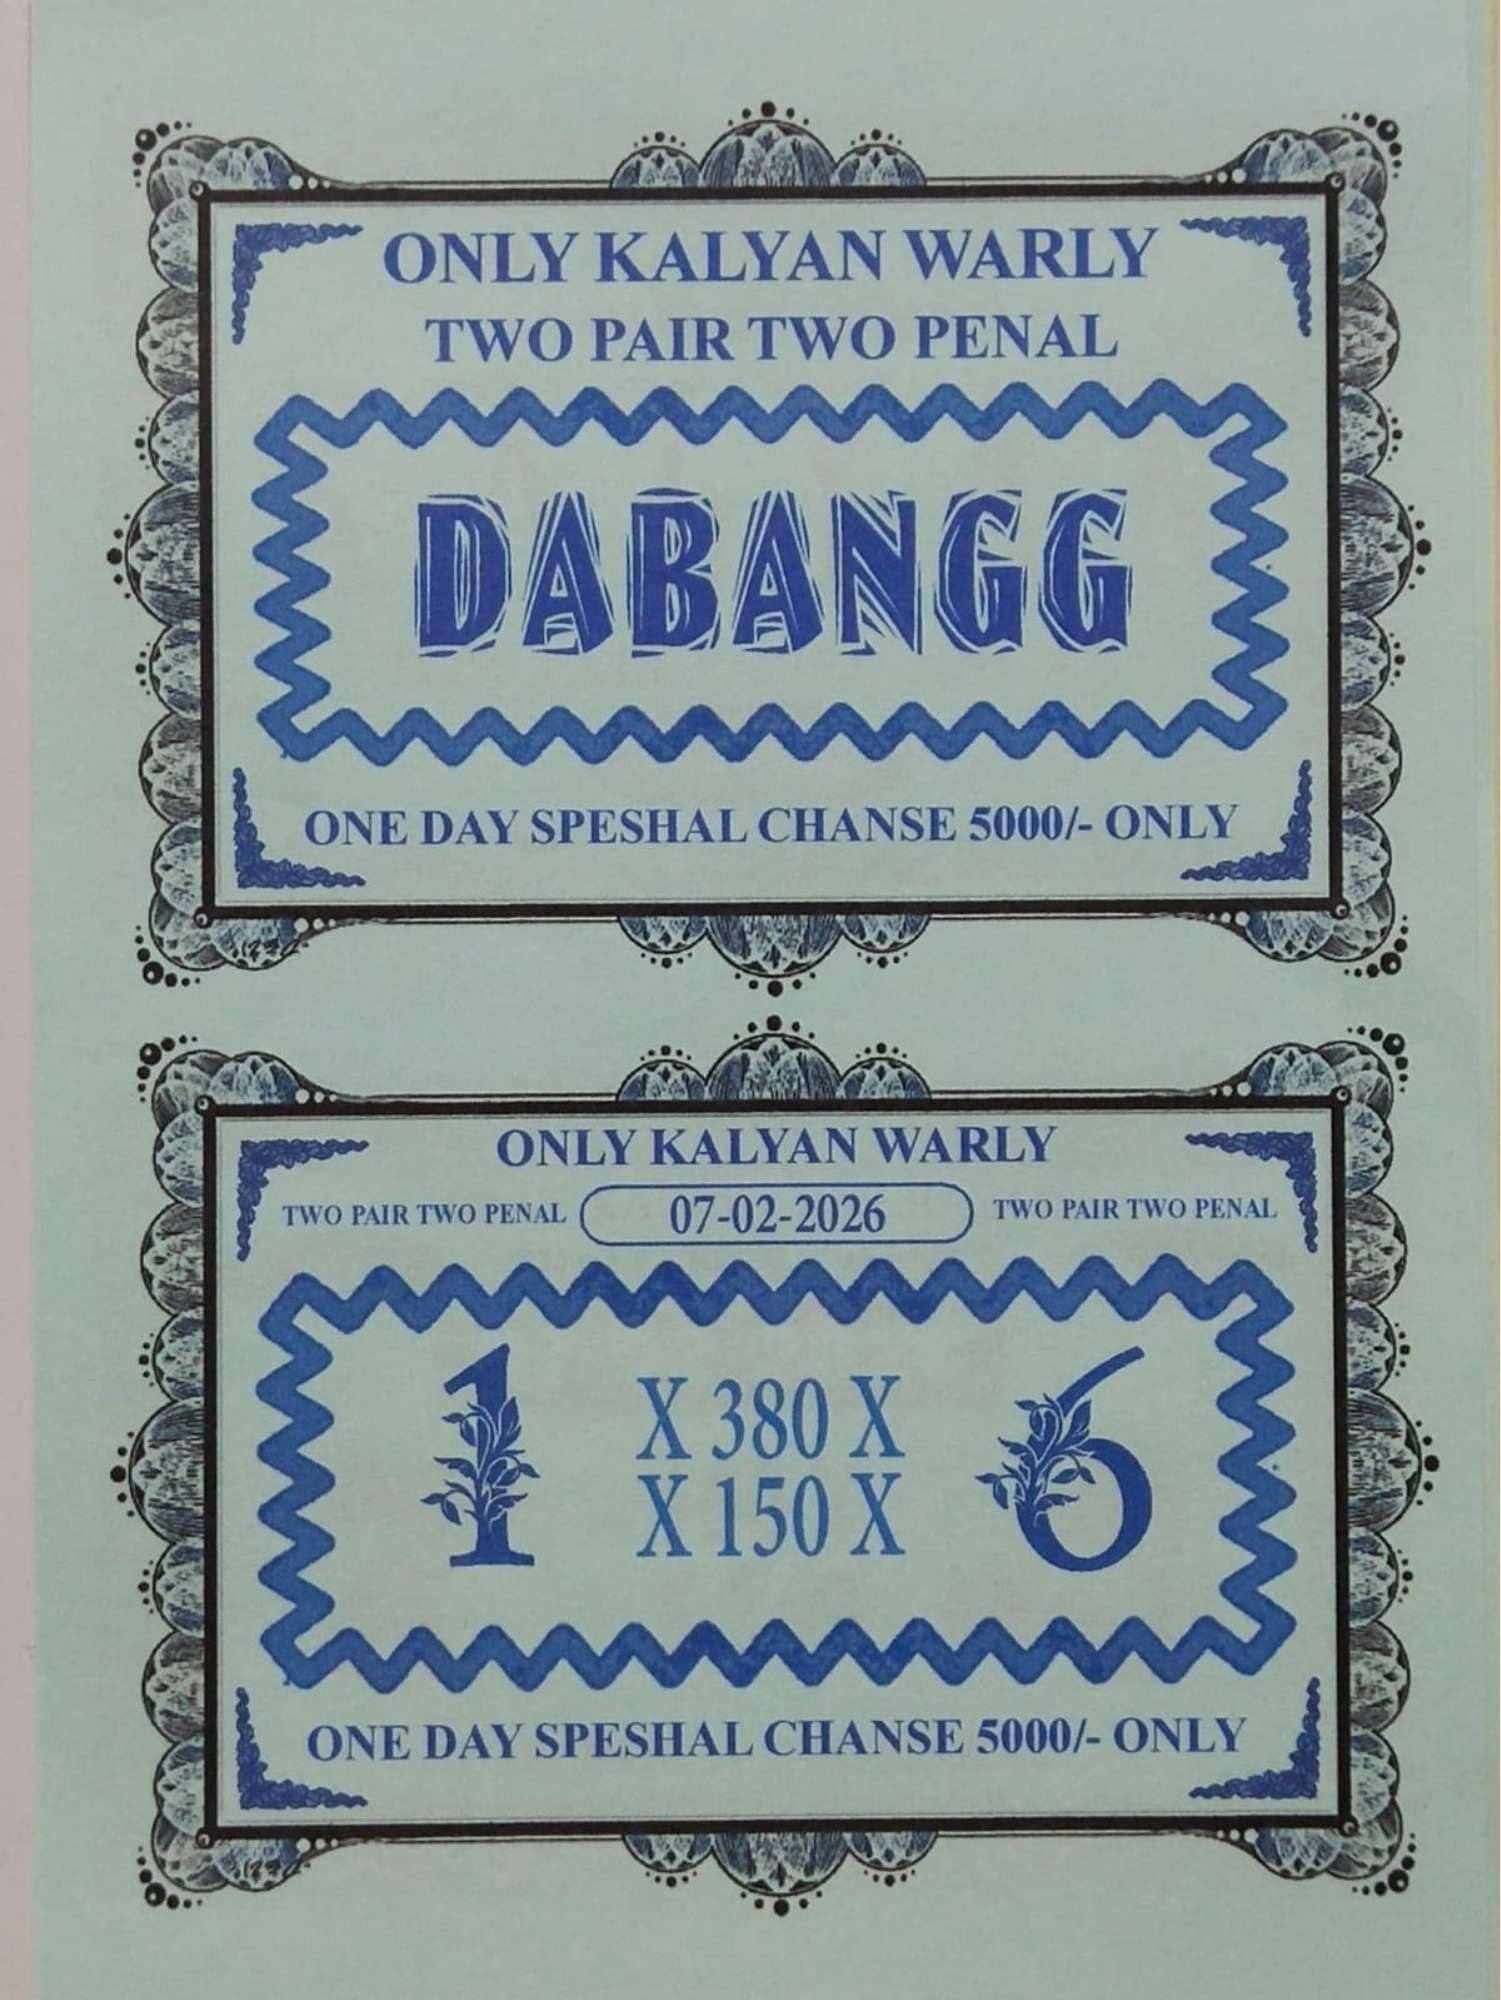 ONLY KALYAN WARLY
TWO PAIR TWO PENAL
DABANGG
ONE DAY SPESHAL CHANSE 5000/- ONLY
ONLY KALYAN WARLY
TWO PAIR TWO PENAL 07-02-2026 TWO PAIR TWO PENAL
1 X 380 X 6
X 150 X
ONE DAY SPESHAL CHANSE 5000/- ONLY